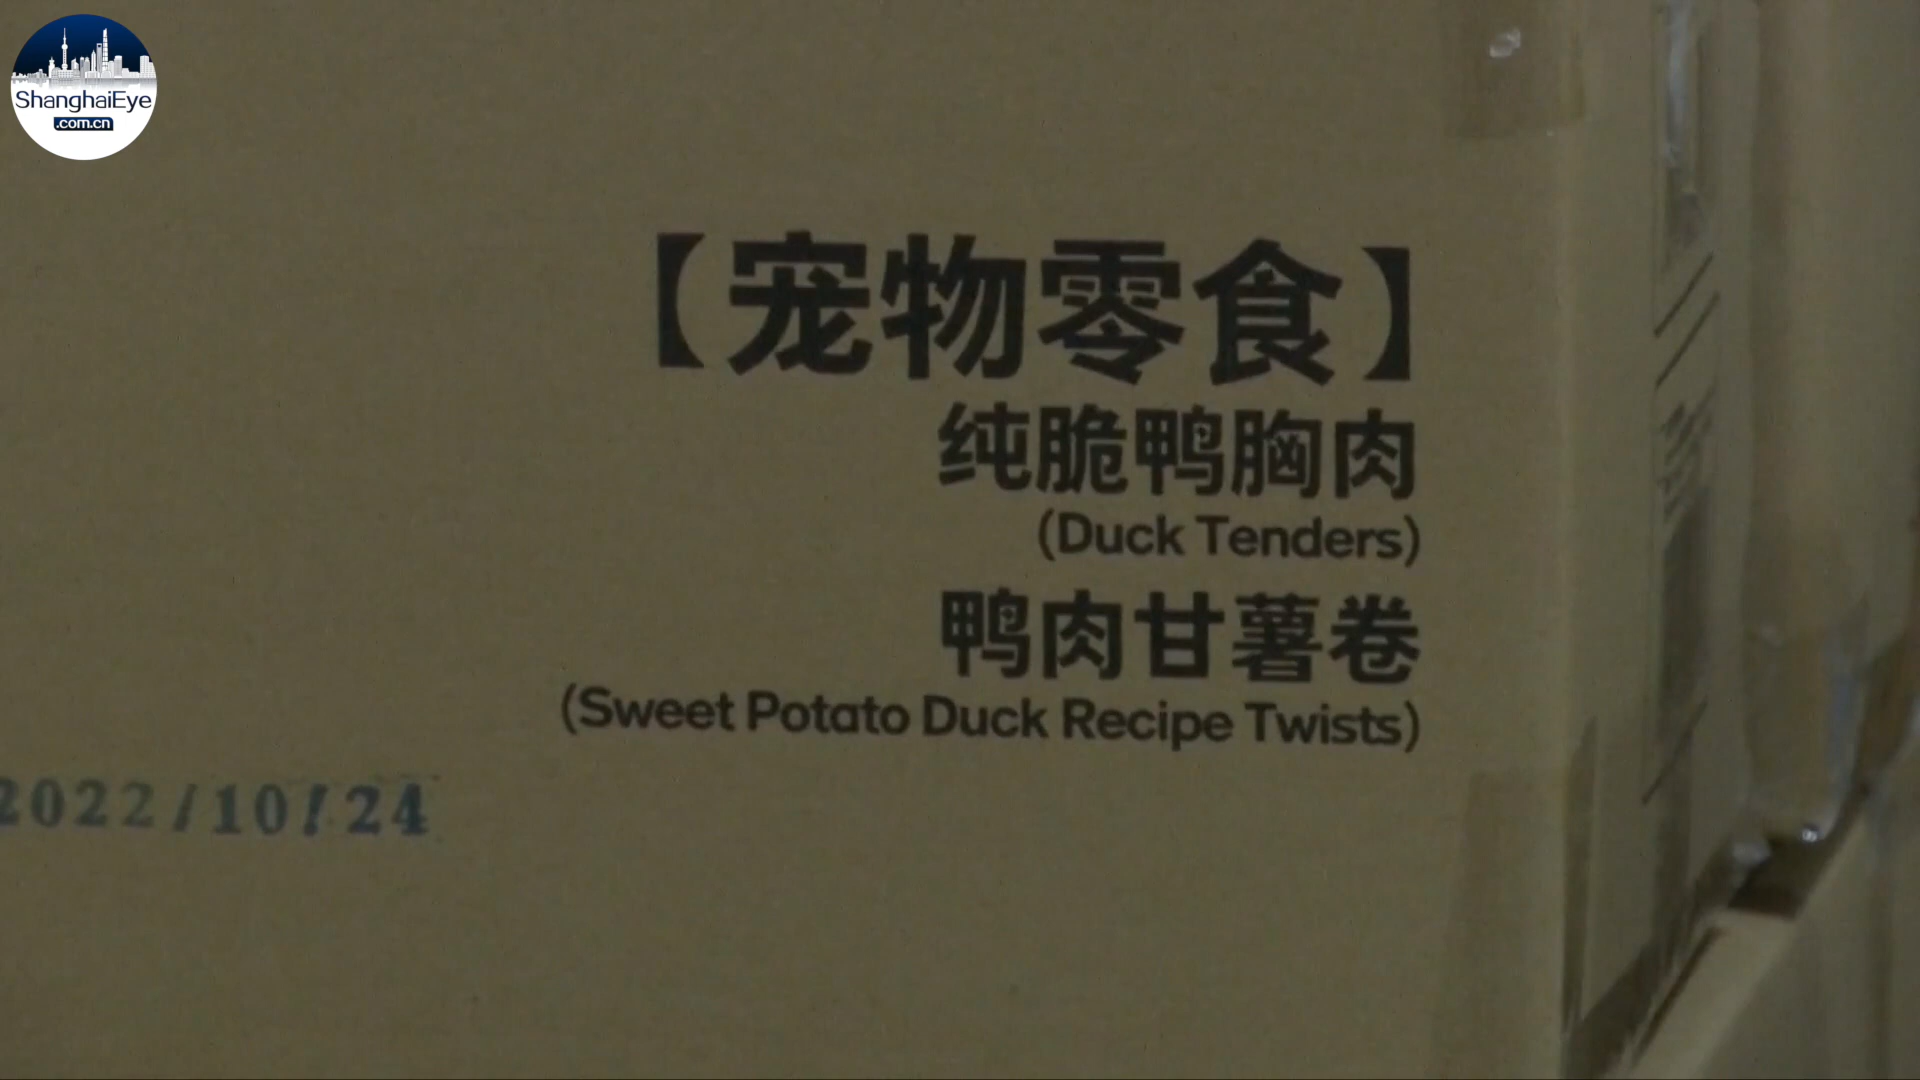 ShanghaiEye
.com.cn
【宠物零食】
纯脆鸭胸肉
(Duck Tenders)
鸭肉甘薯卷
(Sweet Potato Duck Recipe Twists)
2022/10/24